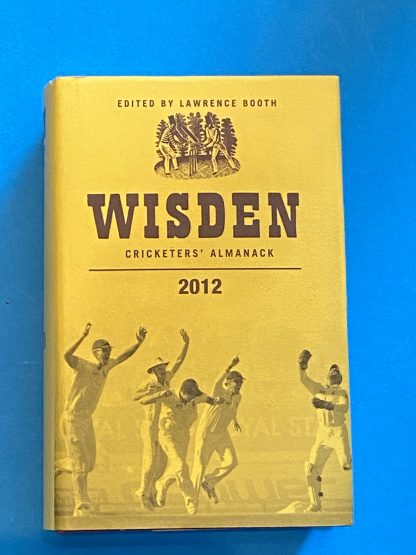 EDITED BY LAWRENCE BOOTH
WISDEN
CRICKETERS' ALMANACK
2012